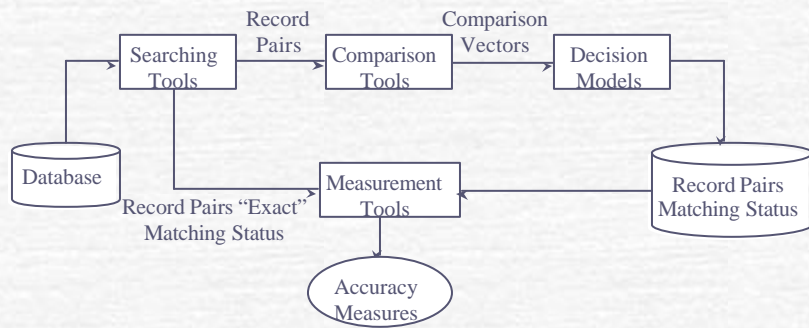 Record
Pairs
Comparison
Vectors
Searching
Tools
Comparison
Tools
Decision
Models
Database
Record Pairs “Exact”
Matching Status
Measurement
Tools
Record Pairs
Matching Status
Accuracy
Measures